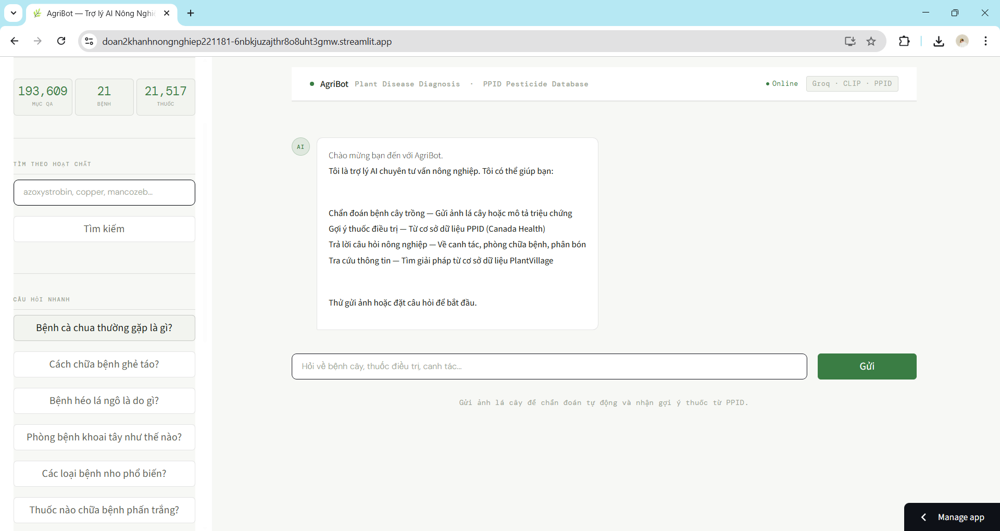 AgriBot — Trợ lý AI Nông Nghiệ
doan2khanhnongnghiep221181-6nbkjuzajthr8o8uht3gmw.streamlit.app
193,609
MỤC QA
21
BỆNH
21,517
THUỐC
TÌM THEO HOẠT CHẤT
azoxystrobin, copper, mancozeb...
Tìm kiếm
CÂU HỎI NHANH
Bệnh cà chua thường gặp là gì?
Cách chữa bệnh ghẻ táo?
Bệnh héo lá ngô là do gì?
Phòng bệnh khoai tây như thế nào?
Các loại bệnh nho phổ biến?
Thuốc nào chữa bệnh phấn trắng?
AgriBot Plant Disease Diagnosis · PPID Pesticide Database
Online
Groq · CLIP · PPID
AI
Chào mừng bạn đến với AgriBot.
Tôi là trợ lý AI chuyên tư vấn nông nghiệp. Tôi có thể giúp bạn:
Chẩn đoán bệnh cây trồng — Gửi ảnh lá cây hoặc mô tả triệu chứng
Gợi ý thuốc điều trị — Từ cơ sở dữ liệu PPID (Canada Health)
Trả lời câu hỏi nông nghiệp — Về canh tác, phòng chữa bệnh, phân bón
Tra cứu thông tin — Tìm giải pháp từ cơ sở dữ liệu PlantVillage
Thử gửi ảnh hoặc đặt câu hỏi để bắt đầu.
Hỏi về bệnh cây, thuốc điều trị, canh tác...
Gửi
Gửi ảnh lá cây để chẩn đoán tự động và nhận gợi ý thuốc từ PPID.
Manage app